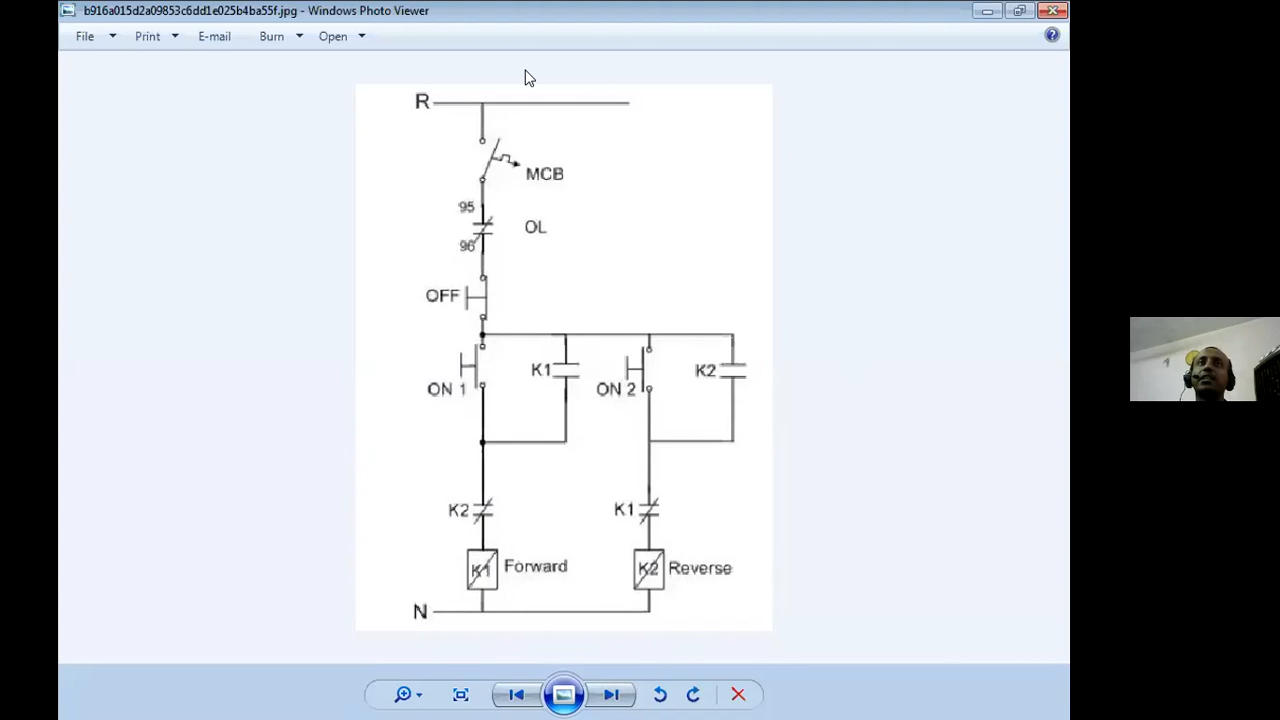 b916a015d2a09853c6dd1e025b4ba55f.jpg - Windows Photo Viewer
File Print E-mail Burn Open
R
MCB
95
OL
96
OFF
K1 K2
ON 1 ON 2
K2 K1
K1 Forward K2 Reverse
N